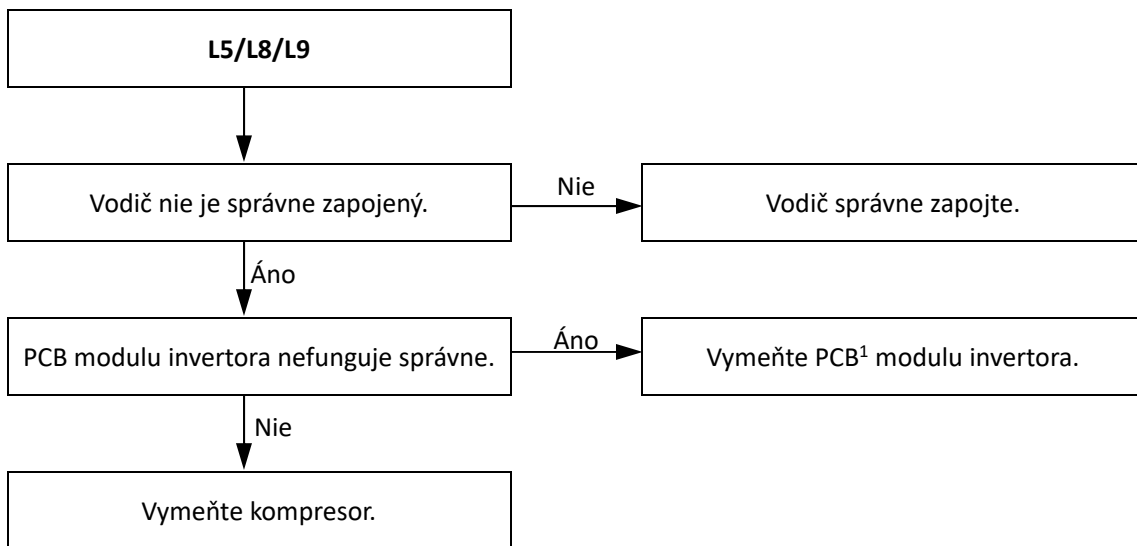 L5/L8/L9
Vodič nie je správne zapojený.
Nie
Vodič správne zapojte.
Áno
PCB modulu invertora nefunguje správne.
Áno
Vymeňte PCB¹ modulu invertora.
Nie
Vymeňte kompresor.